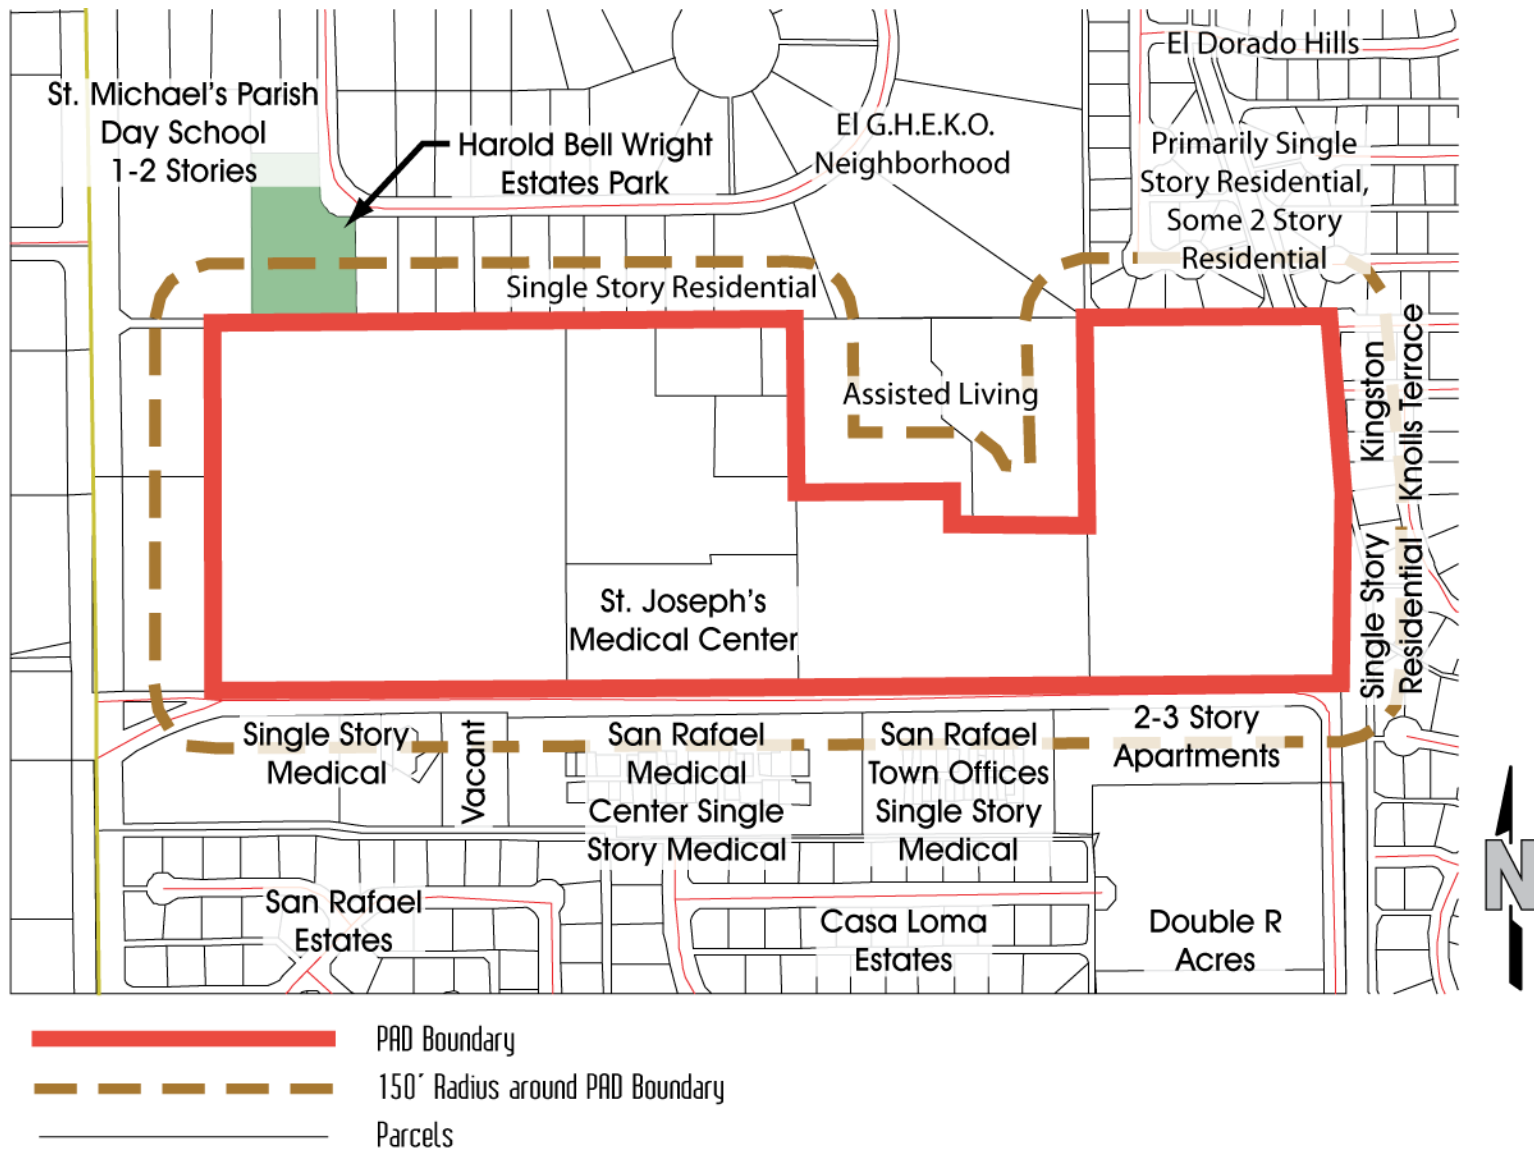 El Dorado Hills
St. Michael's Parish
Day School
1-2 Stories
Harold Bell Wright
Estates Park
El G.H.E.K.O.
Neighborhood
Primarily Single
Story Residential,
Some 2 Story
Residential
Single Story Residential
Assisted Living
Kingston
Knolls Terrace
Single Story
Residential
St. Joseph's
Medical Center
Single Story
Medical
Vacant
San Rafael
Medical
Center Single
Story Medical
San Rafael
Town Offices
Single Story
Medical
2-3 Story
Apartments
San Rafael
Estates
Casa Loma
Estates
Double R
Acres
N
PAD Boundary
150' Radius around PAD Boundary
Parcels